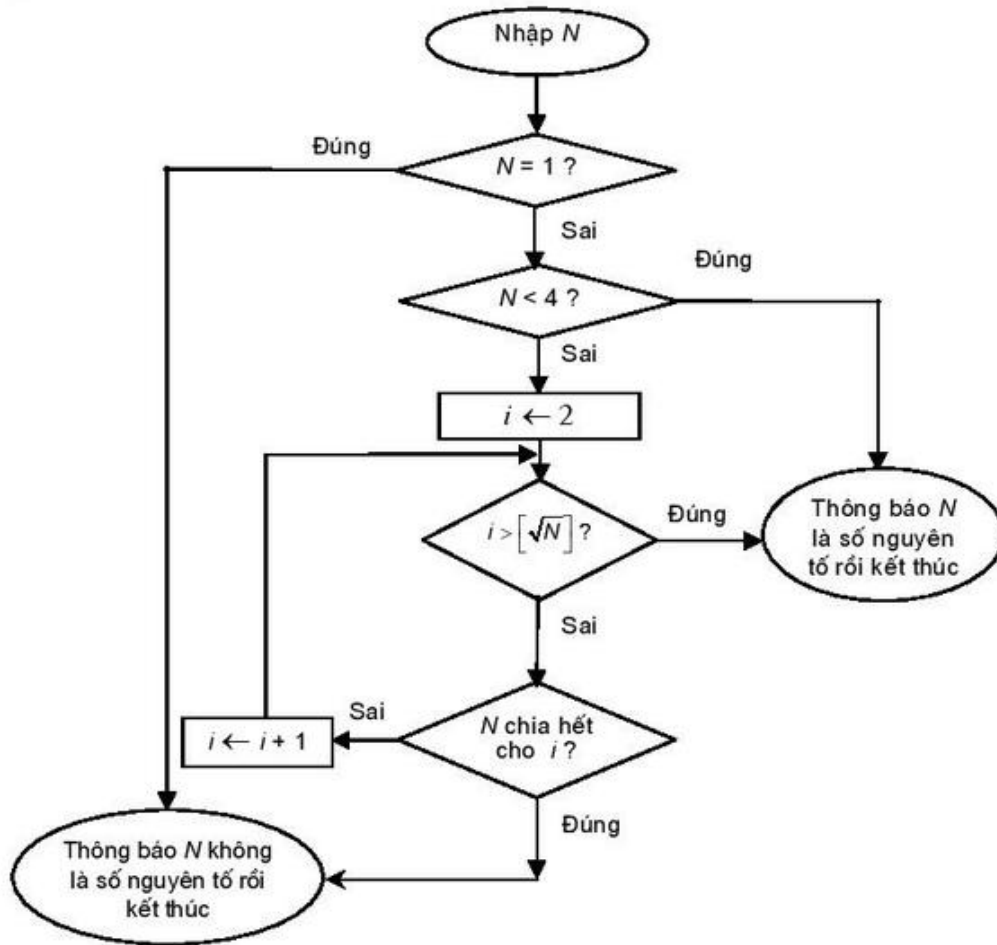 Nhập N
Đúng
N = 1 ?
Sai
Đúng
N < 4 ?
Sai
i ← 2
i > [√N] ?
Đúng
Thông báo N
là số nguyên
tố rồi kết thúc
Sai
i ← i + 1
Sai
N chia hết
cho i ?
Đúng
Thông báo N không
là số nguyên tố rồi
kết thúc